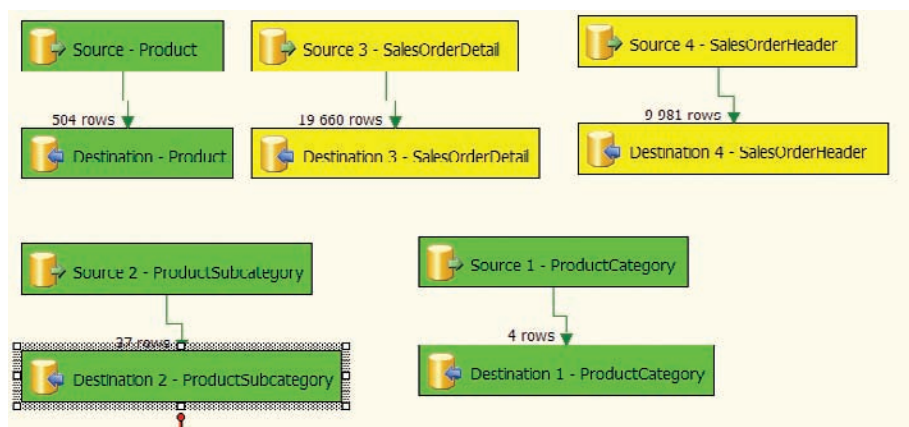 Source - Product
Source 3 - SalesOrderDetail
Source 4 - SalesOrderHeader
504 rows
19 660 rows
9 981 rows
Destination - Product
Destination 3 - SalesOrderDetail
Destination 4 - SalesOrderHeader
Source 2 - ProductSubcategory
Source 1 - ProductCategory
37 rows
4 rows
Destination 2 - ProductSubcategory
Destination 1 - ProductCategory